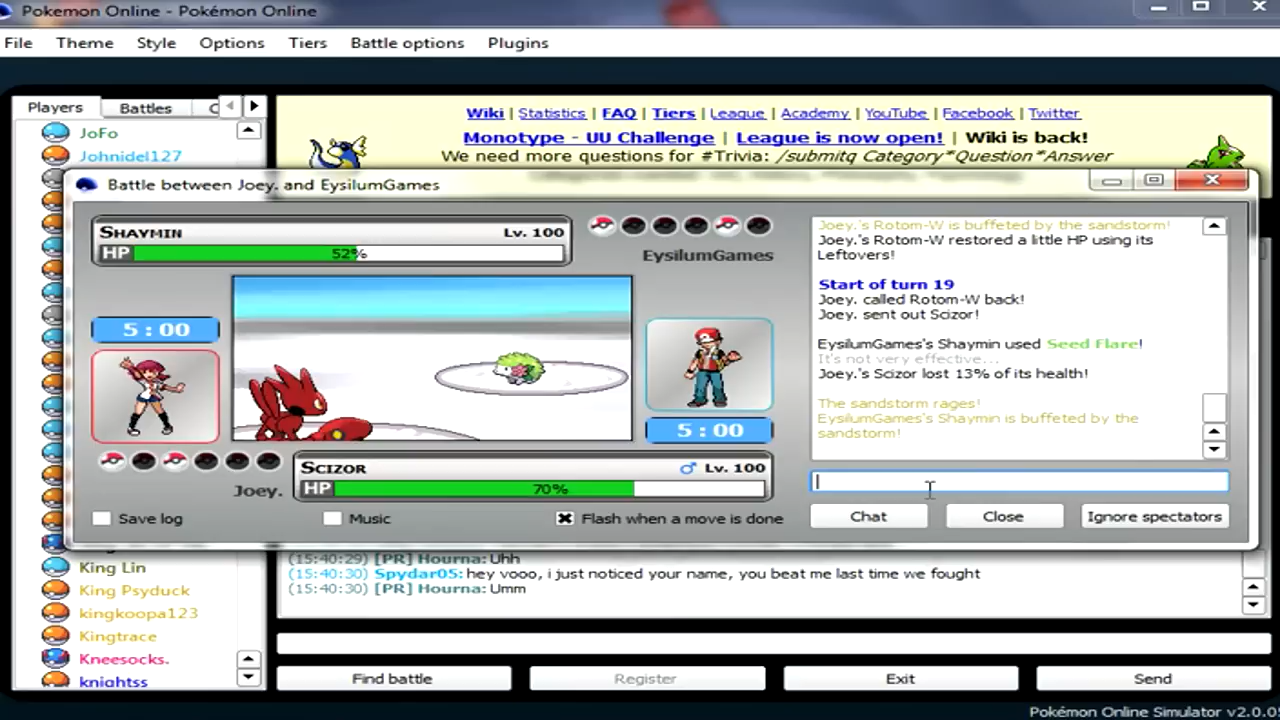 Pokemon Online - Pokémon Online
File Theme Style Options Tiers Battle options Plugins
Players Battles
Wiki | Statistics | FAQ | Tiers | League | Academy | YouTube | Facebook | Twitter
Monotype - UU Challenge | League is now open! | Wiki is back!
We need more questions for #Trivia: /submitq Category*Question*Answer
JoFo
Johnidel127
Battle between Joey. and EysilumGames
SHAYMIN Lv. 100
HP 52%
EysilumGames
5:00
5:00
SCIZOR ♂ Lv. 100
HP 70%
Joey.
Save log Music Flash when a move is done
Joey.'s Rotom-W is buffeted by the sandstorm!
Joey.'s Rotom-W restored a little HP using its
Leftovers!
Start of turn 19
Joey. called Rotom-W back!
Joey. sent out Scizor!
EysilumGames's Shaymin used Seed Flare!
It's not very effective...
Joey.'s Scizor lost 13% of its health!
The sandstorm rages!
EysilumGames's Shaymin is buffeted by the
sandstorm!
Chat Close Ignore spectators
King Lin
King Psyduck
kingkoopa123
Kingtrace
Kneesocks.
knightss
(15:40:29) [PR] Hourna: Uhh
(15:40:30) Spydar05: hey vooo, i just noticed your name, you beat me last time we fought
(15:40:30) [PR] Hourna: Umm
Find battle Register Exit Send
Pokémon Online Simulator v2.0.0